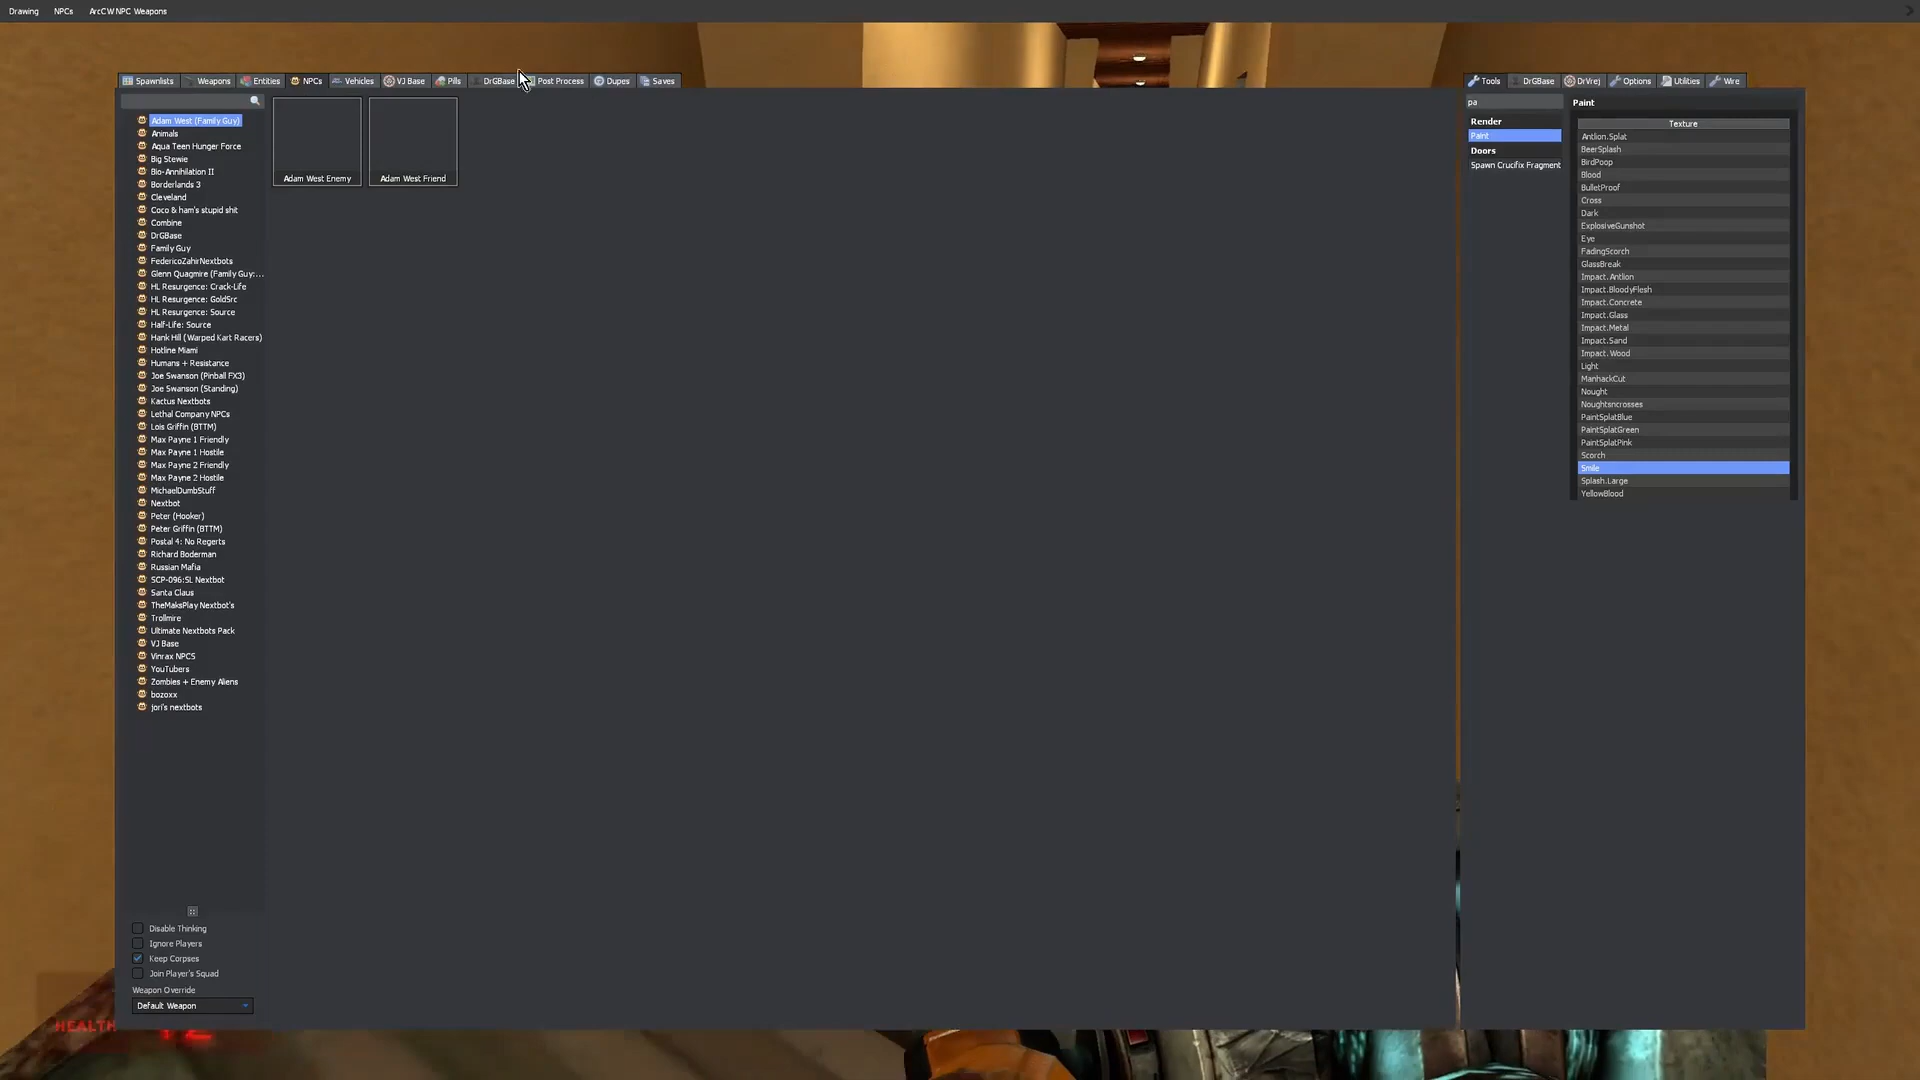 Drawing NPCs ArcCW NPC Weapons
Spawnlists Weapons Entities NPCs Vehicles VJ Base Pills DrGBase Post Process Dupes Saves
Adam West (Family Guy)
Animals
Aqua Teen Hunger Force
Big Stewie
Bio-Annihilation II
Borderlands 3
Cleveland
Coco & ham's stupid shit
Combine
DrGBase
Family Guy
FedericoZahirNextbots
Glenn Quagmire (Family Guy:...
HL Resurgence: Crack-Life
HL Resurgence: GoldSrc
HL Resurgence: Source
Half-Life: Source
Hank Hill (Warped Kart Racers)
Hotline Miami
Humans + Resistance
Joe Swanson (Pinball FX3)
Joe Swanson (Standing)
Kactus Nextbots
Lethal Company NPCs
Lois Griffin (BTTM)
Max Payne 1 Friendly
Max Payne 1 Hostile
Max Payne 2 Friendly
Max Payne 2 Hostile
MichaelDumbStuff
Nextbot
Peter (Hooker)
Peter Griffin (BTTM)
Postal 4: No Regerts
Richard Boderman
Russian Mafia
SCP-096:SL Nextbot
Santa Claus
TheMaksPlay Nextbot's
Trollmire
Ultimate Nextbots Pack
VJ Base
Vinrax NPCS
YouTubers
Zombies + Enemy Aliens
bozoxx
jori's nextbots
Disable Thinking
Ignore Players
Keep Corpses
Join Player's Squad
Weapon Override
Default Weapon
HEALTH
Adam West Enemy
Adam West Friend
Tools DrGBase DrVrej Options Utilities Wire
pa
Render
Paint
Doors
Spawn Crucifix Fragment
Paint
Texture
Antlion.Splat
BeerSplash
BirdPoop
Blood
BulletProof
Cross
Dark
ExplosiveGunshot
Eye
FadingScorch
GlassBreak
Impact.Antlion
Impact.BloodyFlesh
Impact.Concrete
Impact.Glass
Impact.Metal
Impact.Sand
Impact.Wood
Light
ManhackCut
Nought
Noughtsncrosses
PaintSplatBlue
PaintSplatGreen
PaintSplatPink
Scorch
Smile
Splash.Large
YellowBlood